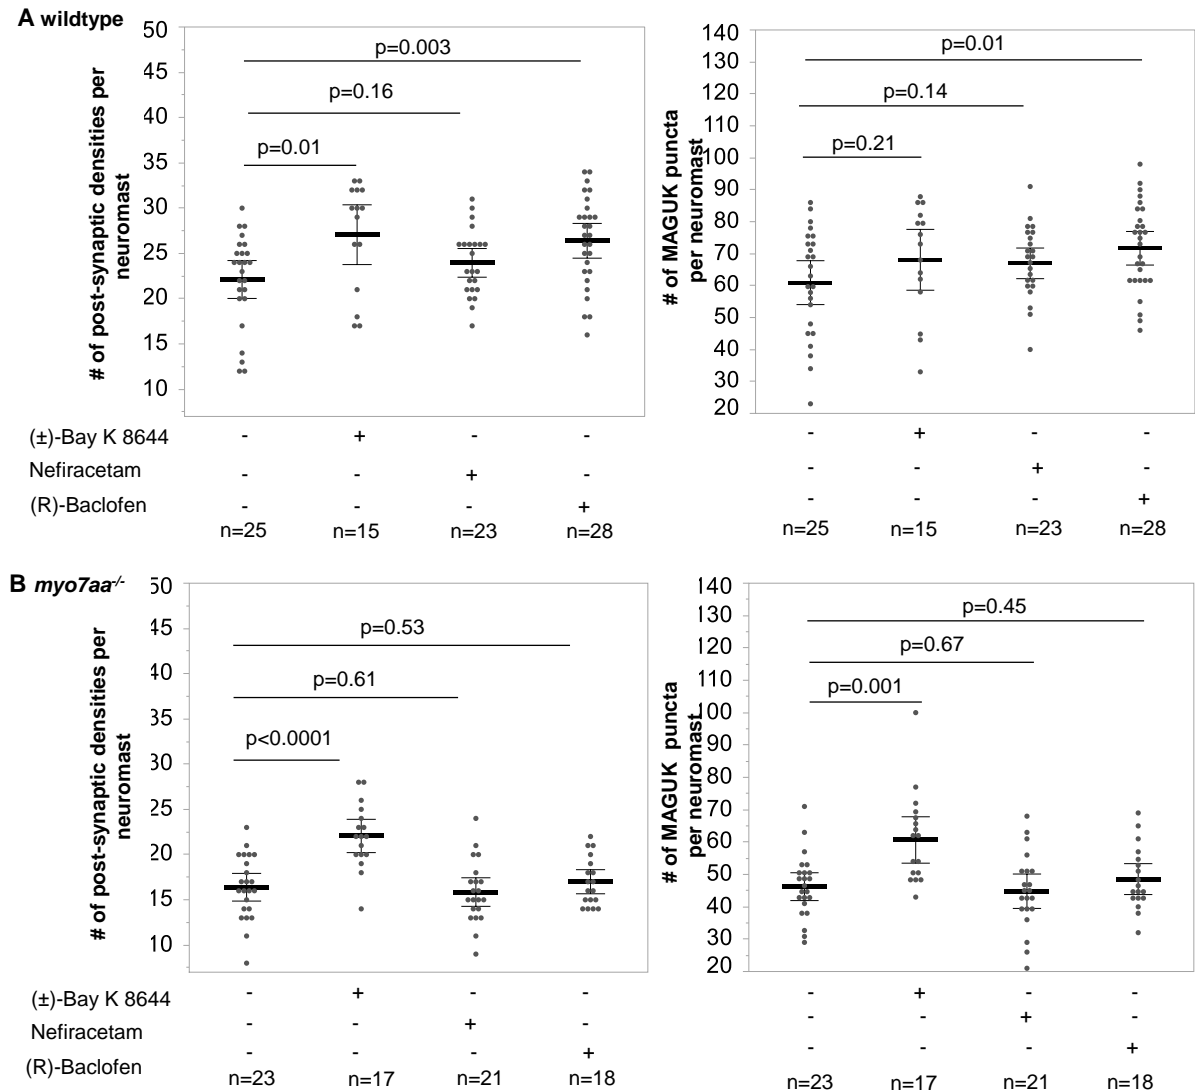 A wildtype
# of post-synaptic densities per
neuromast
50
45
40
35
30
25
20
15
10
p=0.003
p=0.16
p=0.01
# of MAGUK puncta
per neuromast
140
130
120
110
100
90
80
70
60
50
40
30
20
p=0.01
p=0.14
p=0.21
(±)-Bay K 8644 - + - - - + - -
Nefiracetam - - + - - - + -
(R)-Baclofen - - - + - - - +
n=25 n=15 n=23 n=28 n=25 n=15 n=23 n=28
B myo7aa-/-
# of post-synaptic densities per
neuromast
50
45
40
35
30
25
20
15
10
p=0.53
p=0.61
p<0.0001
# of MAGUK puncta
per neuromast
140
130
120
110
100
90
80
70
60
50
40
30
20
p=0.45
p=0.67
p=0.001
(±)-Bay K 8644 - + - - - + - -
Nefiracetam - - + - - - + -
(R)-Baclofen - - - + - - - +
n=23 n=17 n=21 n=18 n=23 n=17 n=21 n=18